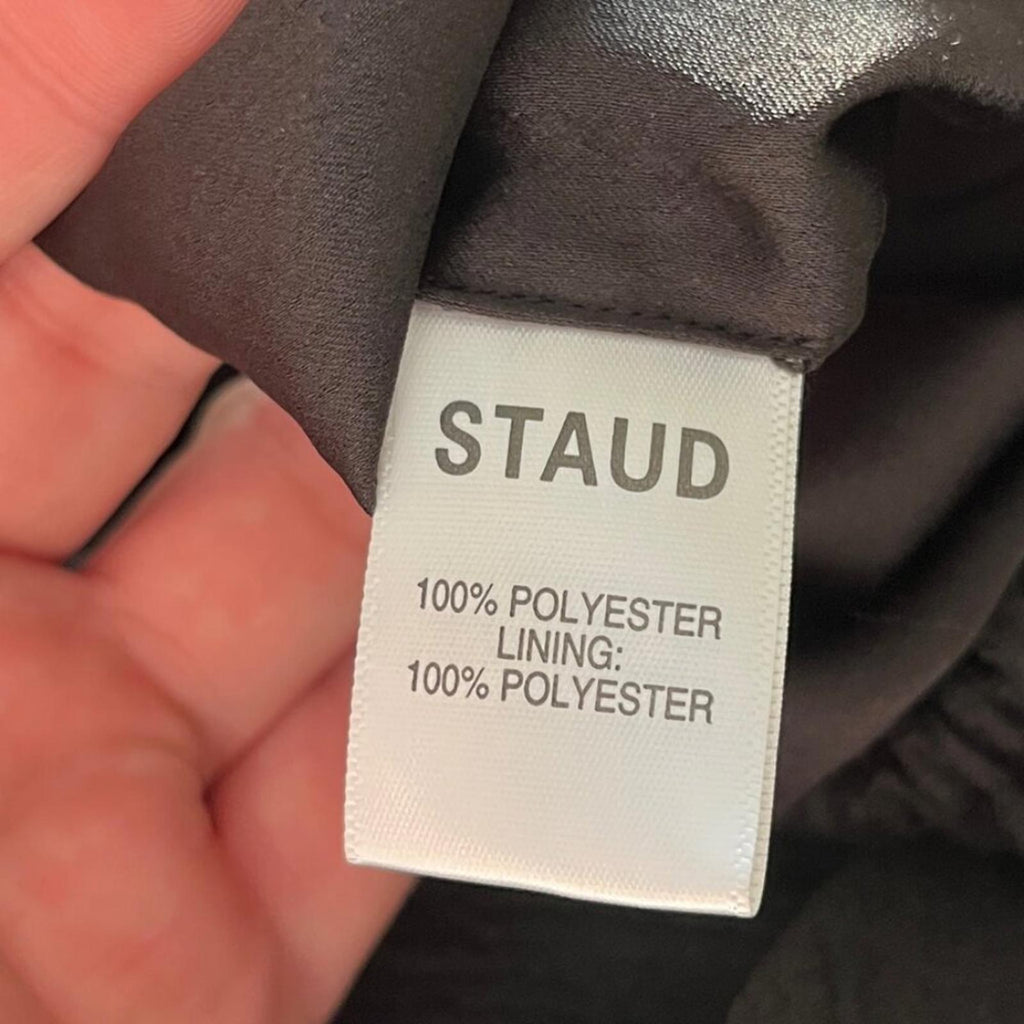 STAUD
100% POLYESTER
LINING:
100% POLYESTER